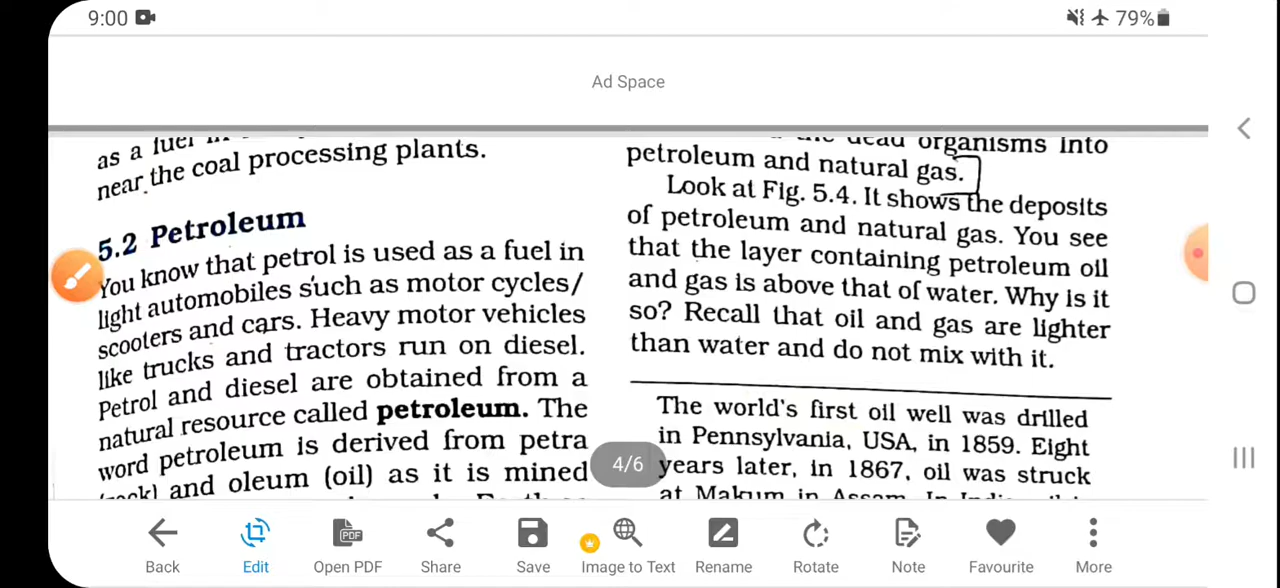 9:00
79%
Ad Space
as a fuel in
near the coal processing plants.
5.2 Petroleum
You know that petrol is used as a fuel in
light automobiles such as motor cycles/
scooters and cars. Heavy motor vehicles
like trucks and tractors run on diesel.
Petrol and diesel are obtained from a
natural resource called petroleum. The
word petroleum is derived from petra
(rock) and oleum (oil) as it is mined
the dead organisms into
petroleum and natural gas.
Look at Fig. 5.4. It shows the deposits
of petroleum and natural gas. You see
that the layer containing petroleum oil
and gas is above that of water. Why is it
so? Recall that oil and gas are lighter
than water and do not mix with it.
The world's first oil well was drilled
in Pennsylvania, USA, in 1859. Eight
years later, in 1867, oil was struck
at Makum in Assam. In India
4/6
Back
Edit
PDF
Open PDF
Share
Save
Image to Text
Rename
Rotate
Note
Favourite
More